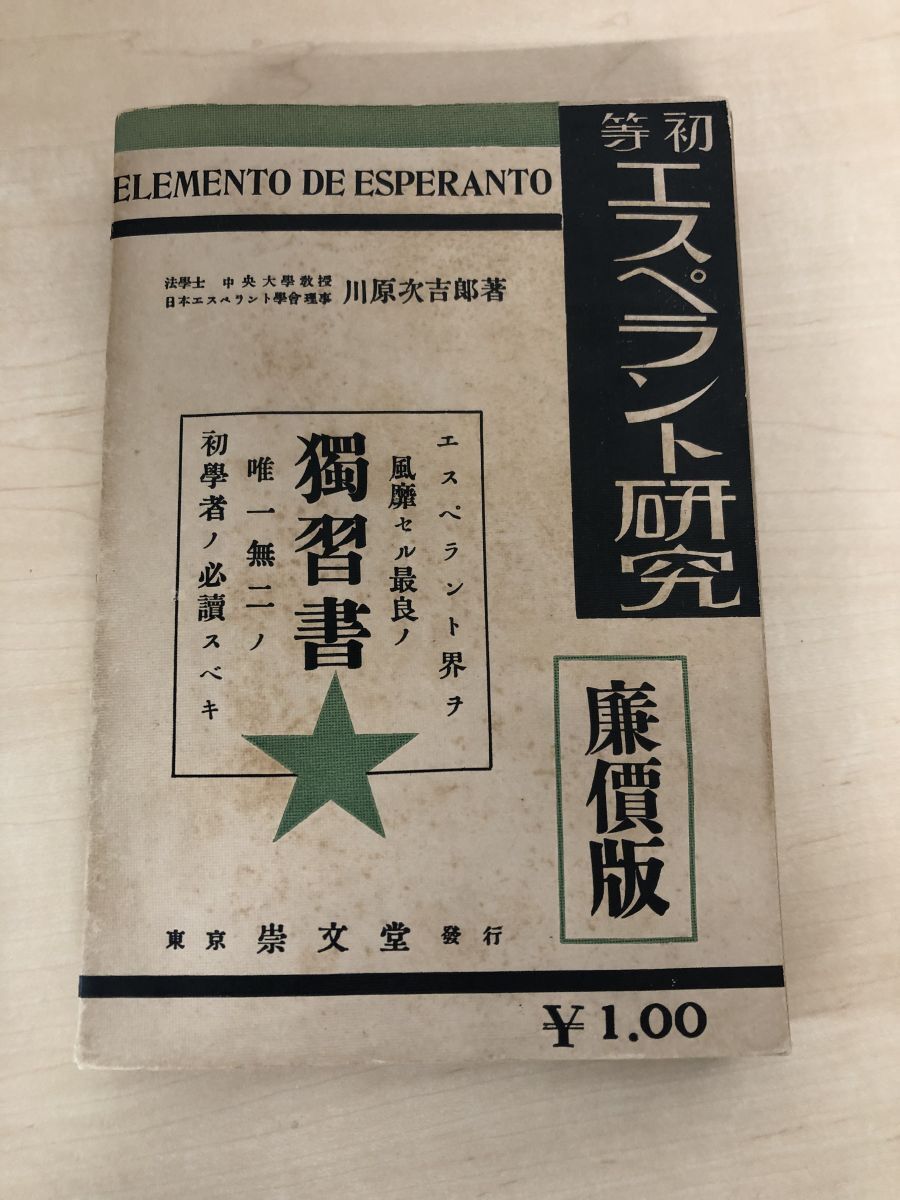 初等
エスペラント研究
ELEMENTO DE ESPERANTO
法學士 中央大學教授
日本エスペラント學會理事
川原次吉郎著
エスペラント界ヲ
風靡セル最良ノ
獨習書
唯一無二ノ
初學者ノ必讀スベキ
廉價版
東京 崇文堂 發行
¥1.00